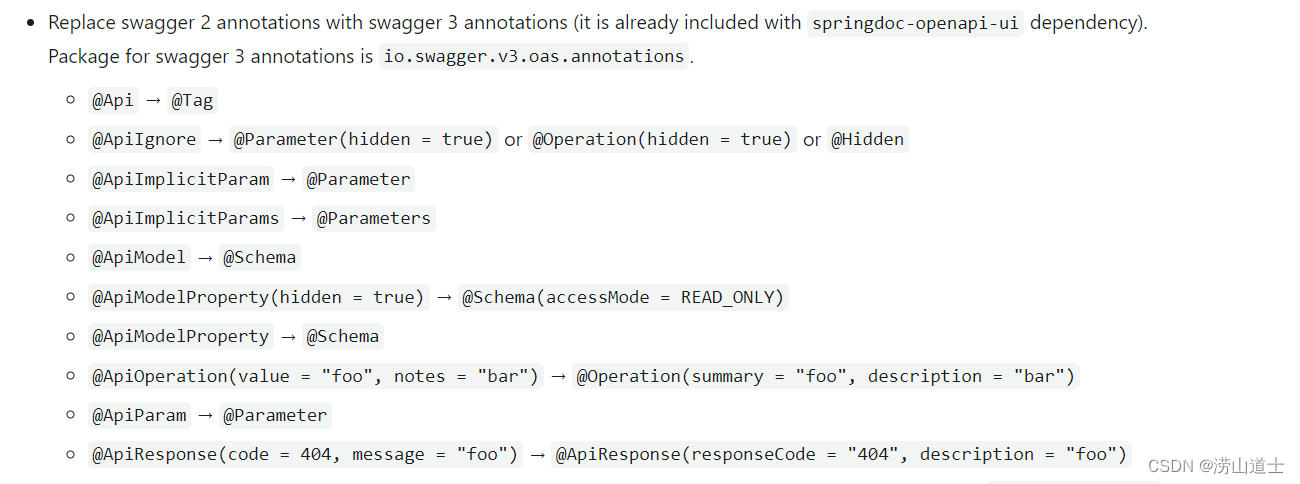 Replace swagger 2 annotations with swagger 3 annotations (it is already included with springdoc-openapi-ui dependency).
Package for swagger 3 annotations is io.swagger.v3.oas.annotations.
@Api → @Tag
@ApiIgnore → @Parameter(hidden = true) or @Operation(hidden = true) or @Hidden
@ApiImplicitParam → @Parameter
@ApiImplicitParams → @Parameters
@ApiModel → @Schema
@ApiModelProperty(hidden = true) → @Schema(accessMode = READ_ONLY)
@ApiModelProperty → @Schema
@ApiOperation(value = "foo", notes = "bar") → @Operation(summary = "foo", description = "bar")
@ApiParam → @Parameter
@ApiResponse(code = 404, message = "foo") → @ApiResponse(responseCode = "404", description = "foo")
CSDN @涝山道士